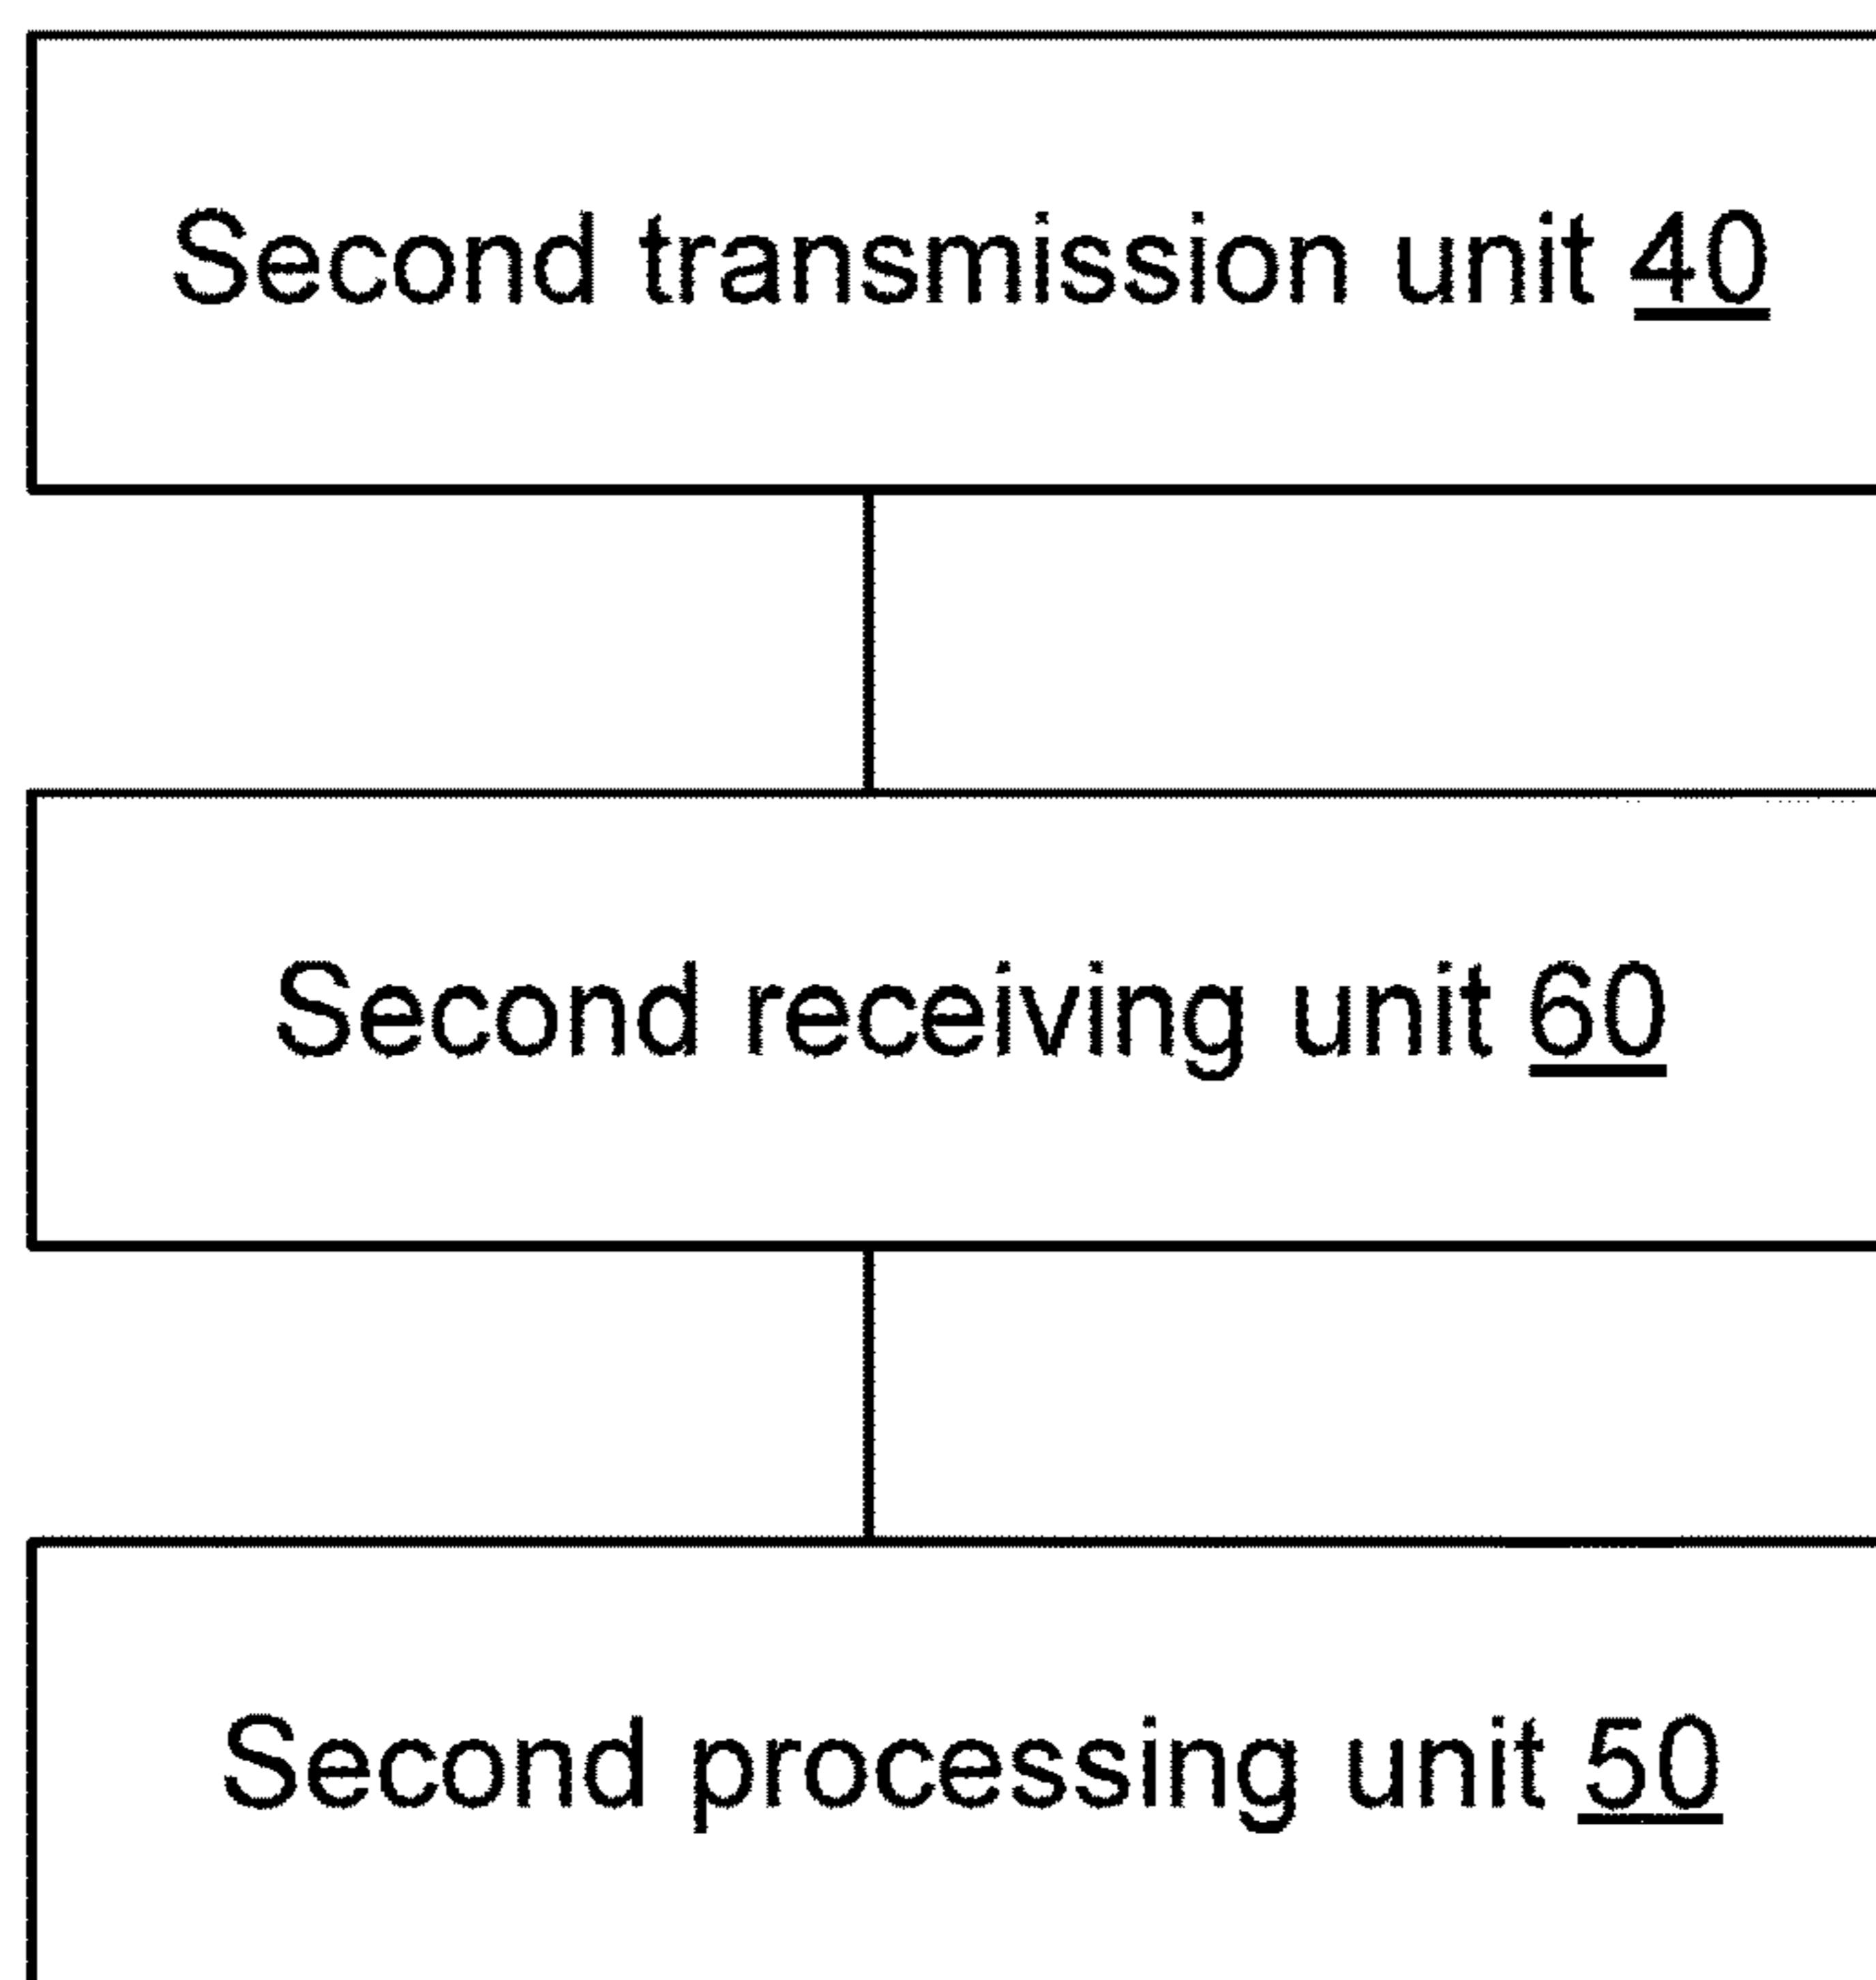 Second transmission unit 40
Second receiving unit 60
Second processing unit 50